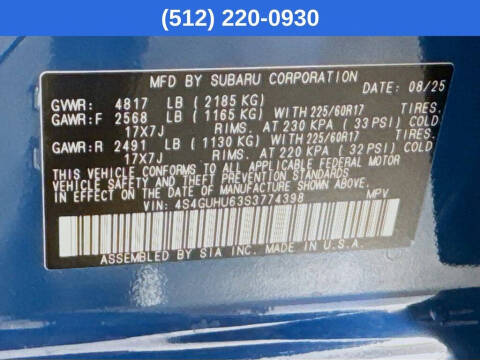 (512) 220-0930
MFD BY SUBARU CORPORATION DATE: 08/25
GVWR: 4817 LB ( 2185 KG)
GAWR:F 2568 LB ( 1165 KG) WITH 225/60R17 TIRES.
17X7J RIMS. AT 230 KPA ( 33 PSI) COLD
GAWR:R 2491 LB ( 1130 KG) WITH 225/60R17 TIRES.
17X7J RIMS. AT 220 KPA ( 32 PSI) COLD
THIS VEHICLE CONFORMS TO ALL APPLICABLE FEDERAL MOTOR
VEHICLE SAFETY AND THEFT PREVENTION STANDARDS
IN EFFECT ON THE DATE OF MANUFACTURE SHOWN ABOVE.
VIN: 4S4GUHU63S3774398 MPV
ASSEMBLED BY SIA MADE IN U.S.A.